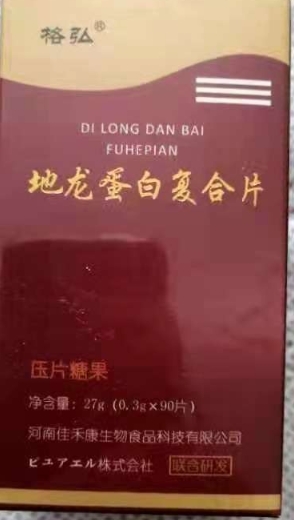 格弘®
DI LONG DAN BAI
FUHEPIAN
地龙蛋白复合片
压片糖果
净含量：27g（0.3g×90片）
河南佳禾康生物食品科技有限公司
ピュアエル株式会社 联合研发